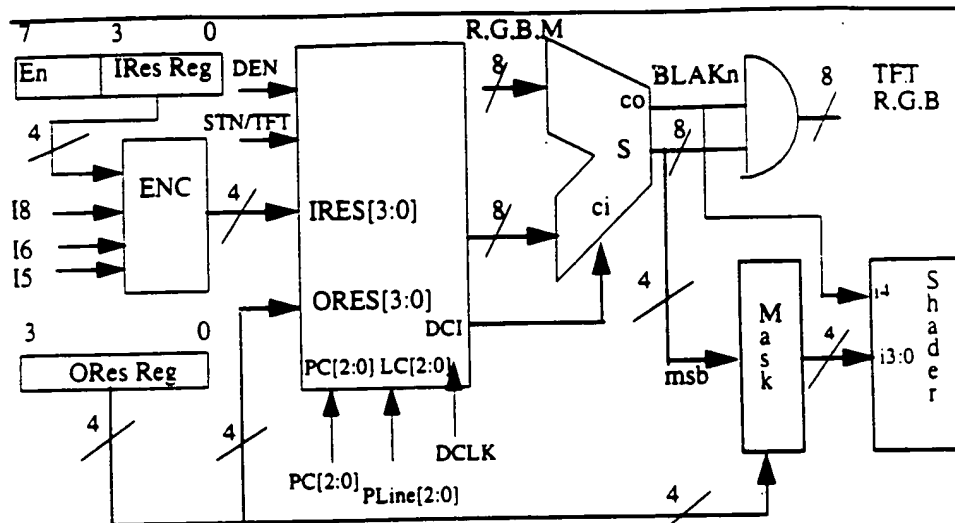 7 3 0
En IRes Reg
4
ENC
I8
I6
I5
4
3 0
ORes Reg
4
4
DEN
STN/TFT
IRES[3:0]
ORES[3:0]
DCI
PC[2:0] LC[2:0]
PC[2:0]
PLine[2:0]
DCLK
R.G.B.M
8
8
co
S
ci
BLAKn
8
8
TFT
R.G.B
4
msb
Mask
4
4
i4
i3:0
Shader